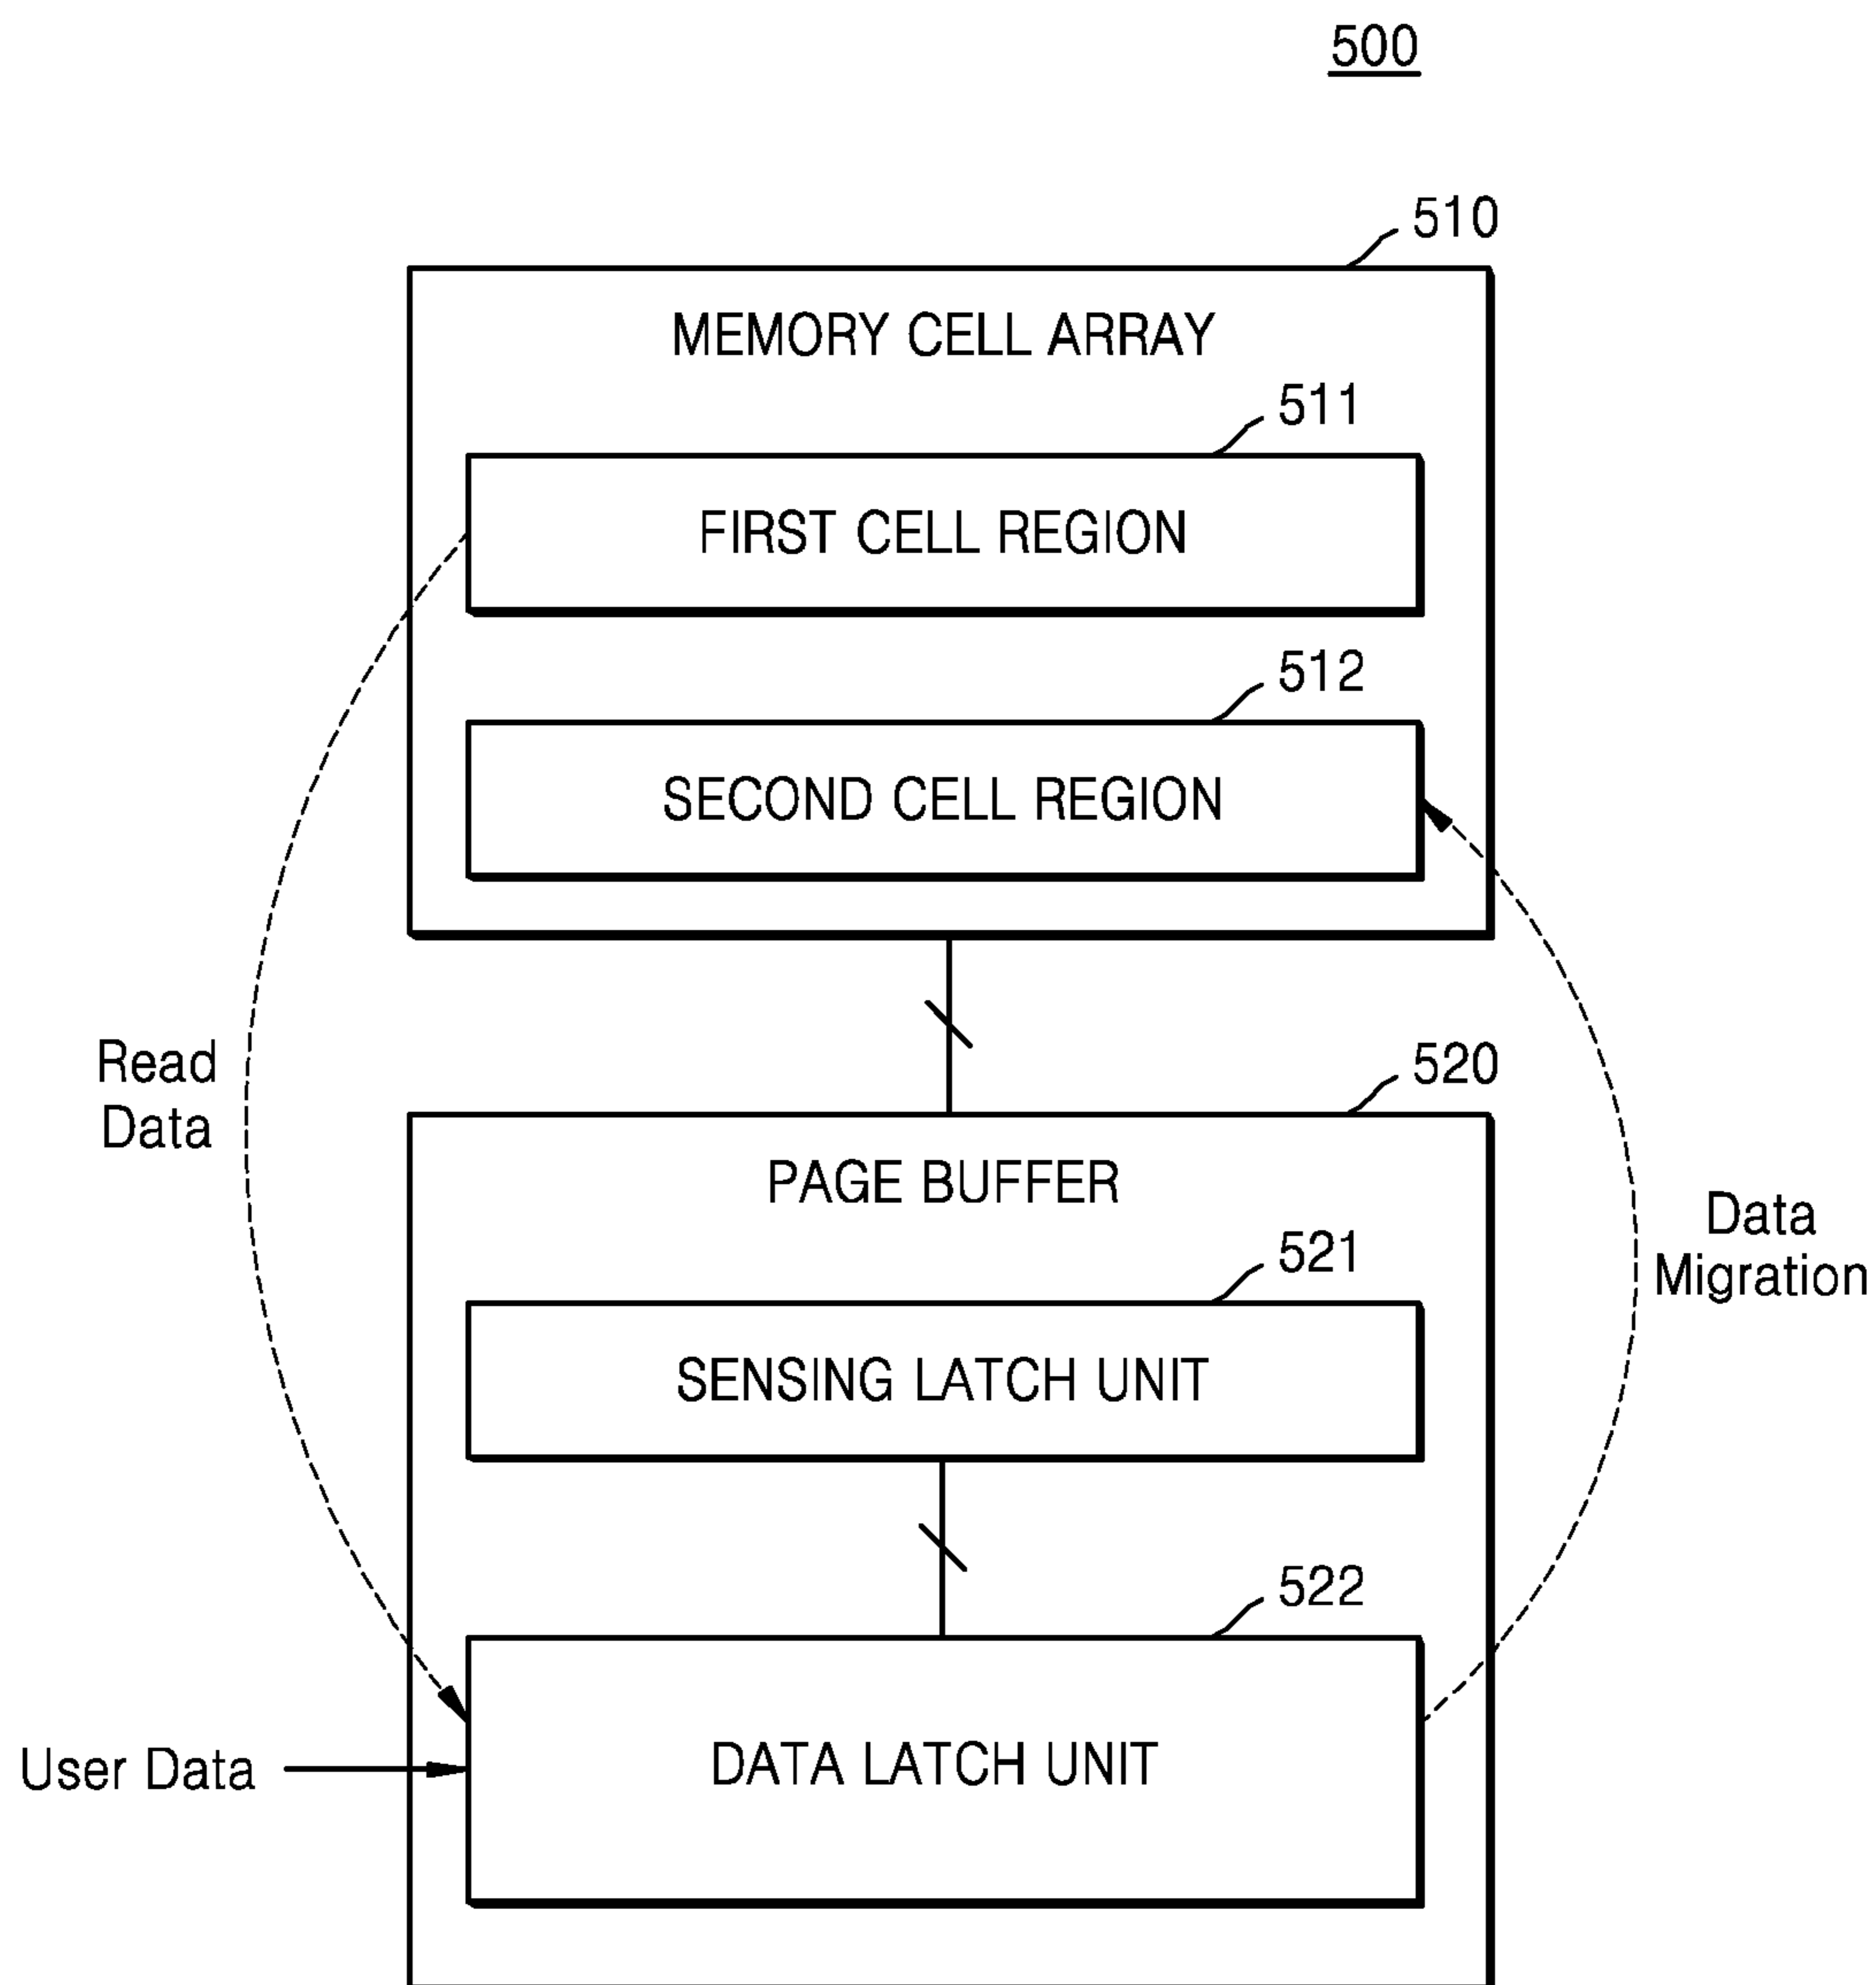 500
510
MEMORY CELL ARRAY
511
FIRST CELL REGION
512
SECOND CELL REGION
Read
Data
520
PAGE BUFFER
Data
Migration
521
SENSING LATCH UNIT
522
DATA LATCH UNIT
User Data